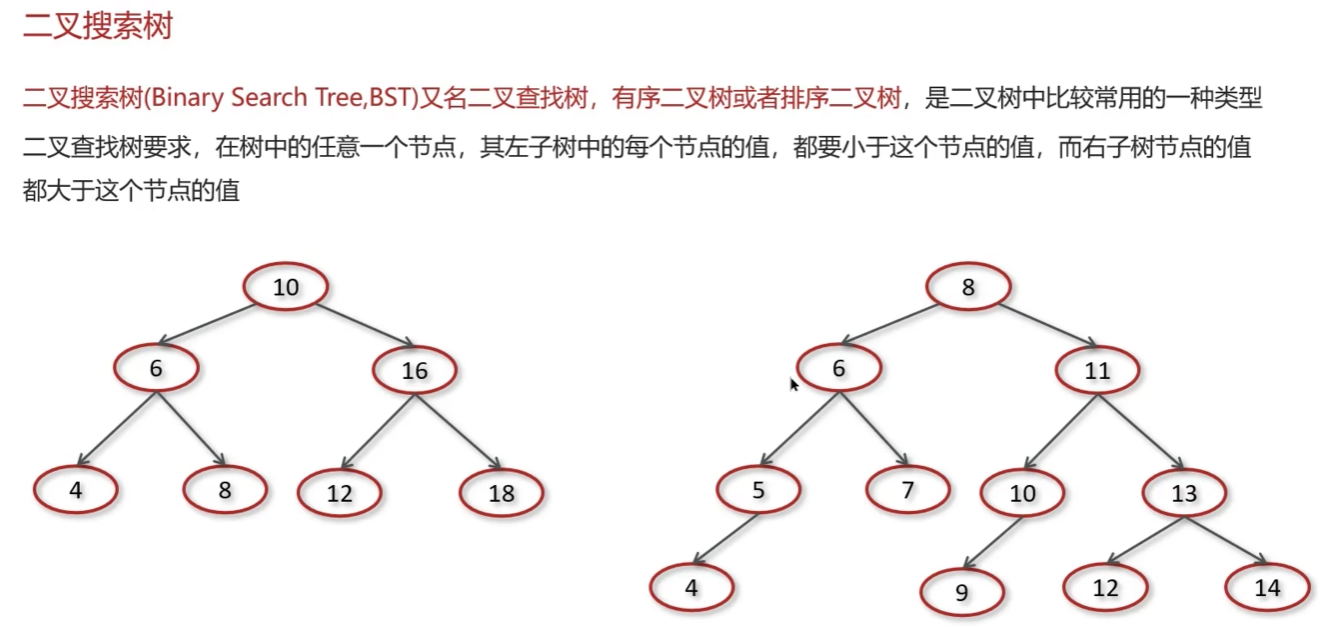 二叉搜索树
二叉搜索树(Binary Search Tree,BST)又名二叉查找树，有序二叉树或者排序二叉树，是二叉树中比较常用的一种类型
二叉查找树要求，在树中的任意一个节点，其左子树中的每个节点的值，都要小于这个节点的值，而右子树节点的值
都大于这个节点的值
10
6 16
4 8 12 18
8
6 11
5 7 10 13
4 9 12 14